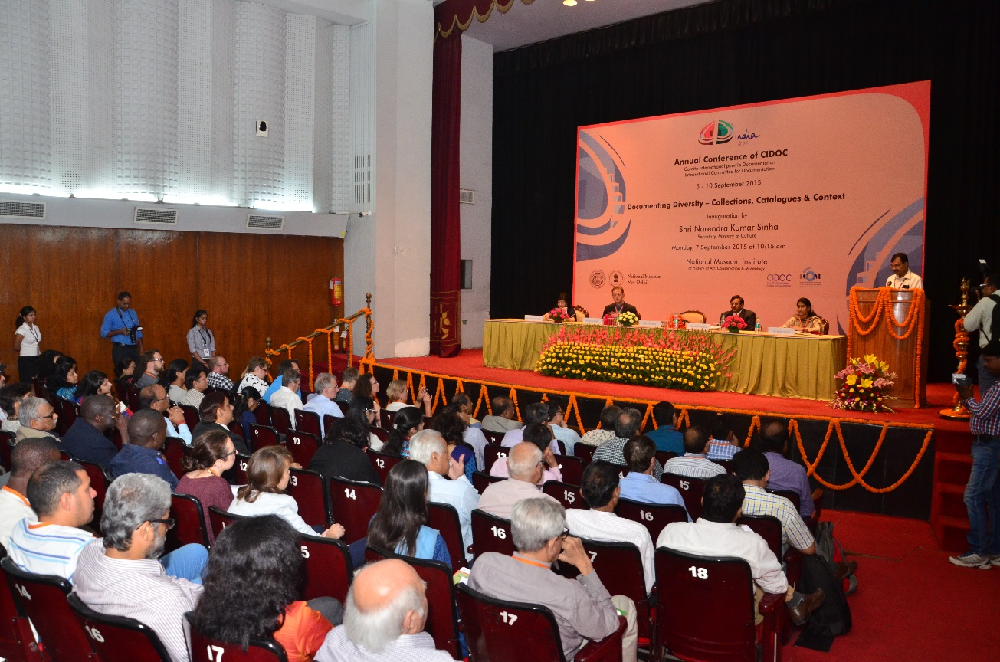 India
Annual Conference of CIDOC
Comité International pour la Documentation
International Committee for Documentation
5 - 10 September 2015
Documenting Diversity – Collections, Catalogues & Context
Inauguration by
Shri Narendra Kumar Sinha
Secretary, Ministry of Culture
Monday, 7 September 2015 at 10:15 am
National Museum Institute
of History of Art, Conservation & Museology
National Museum
New Delhi
CIDOC
ICOM
10
12
14
15
16
16
5
14
17
18
16
17
17